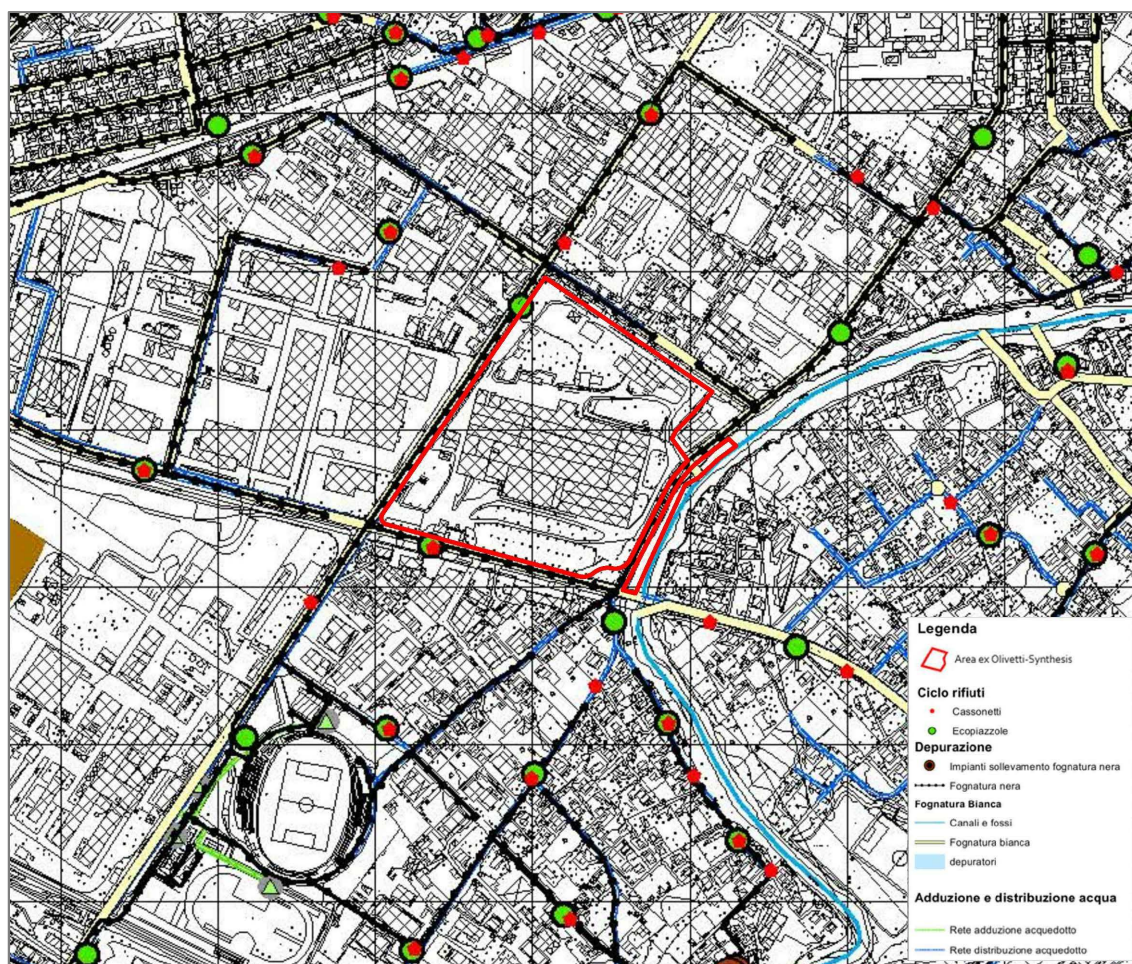 Legenda
Area ex Olivetti-Synthesis
Ciclo rifiuti
Cassonetti
Ecopiazzole
Depurazione
Impianti sollevamento fognatura nera
Fognatura nera
Fognatura Bianca
Canali e fossi
Fognatura bianca
depuratori
Adduzione e distribuzione acqua
Rete adduzione acquedotto
Rete distribuzione acquedotto